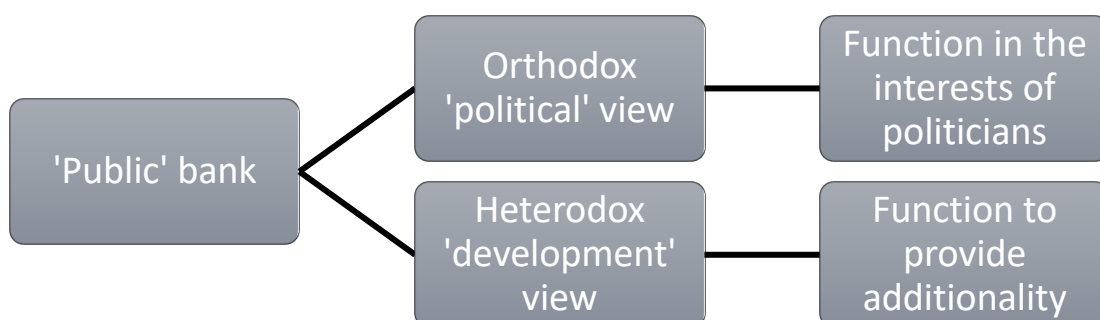 'Public' bank
Orthodox
'political' view
Function in the
interests of
politicians
Heterodox
'development'
view
Function to
provide
additionality